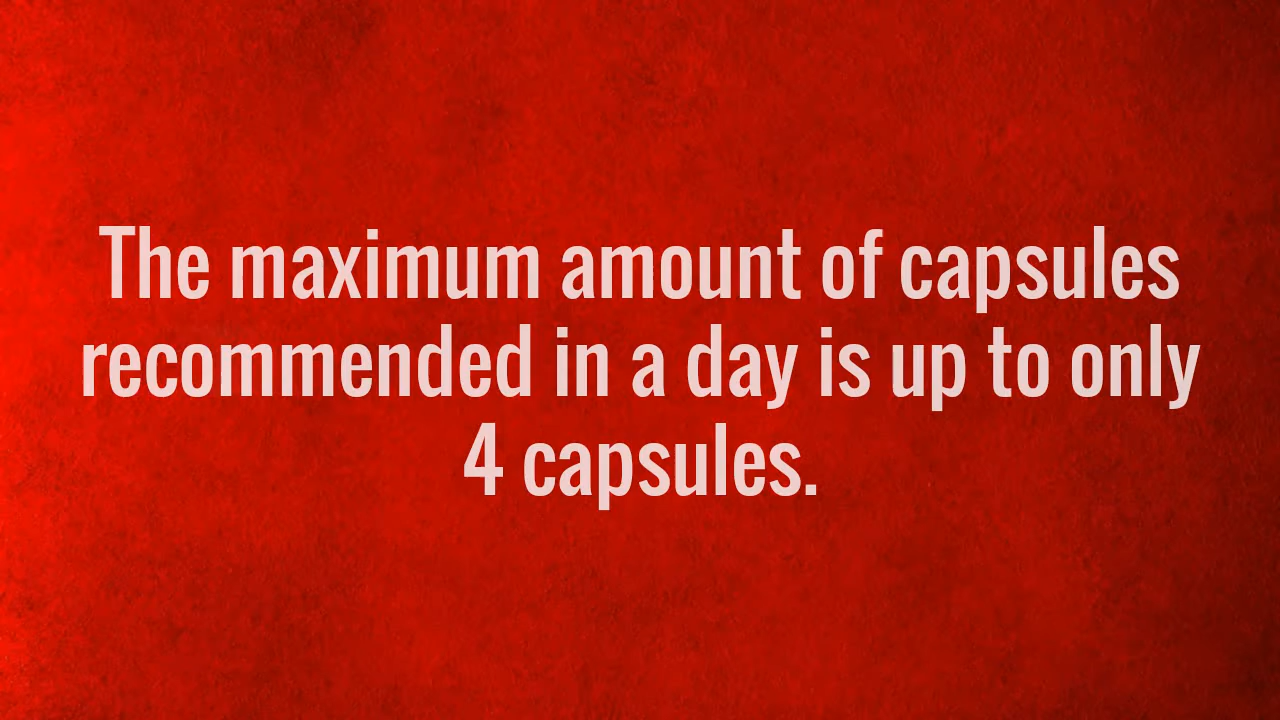 The maximum amount of capsules
recommended in a day is up to only
4 capsules.